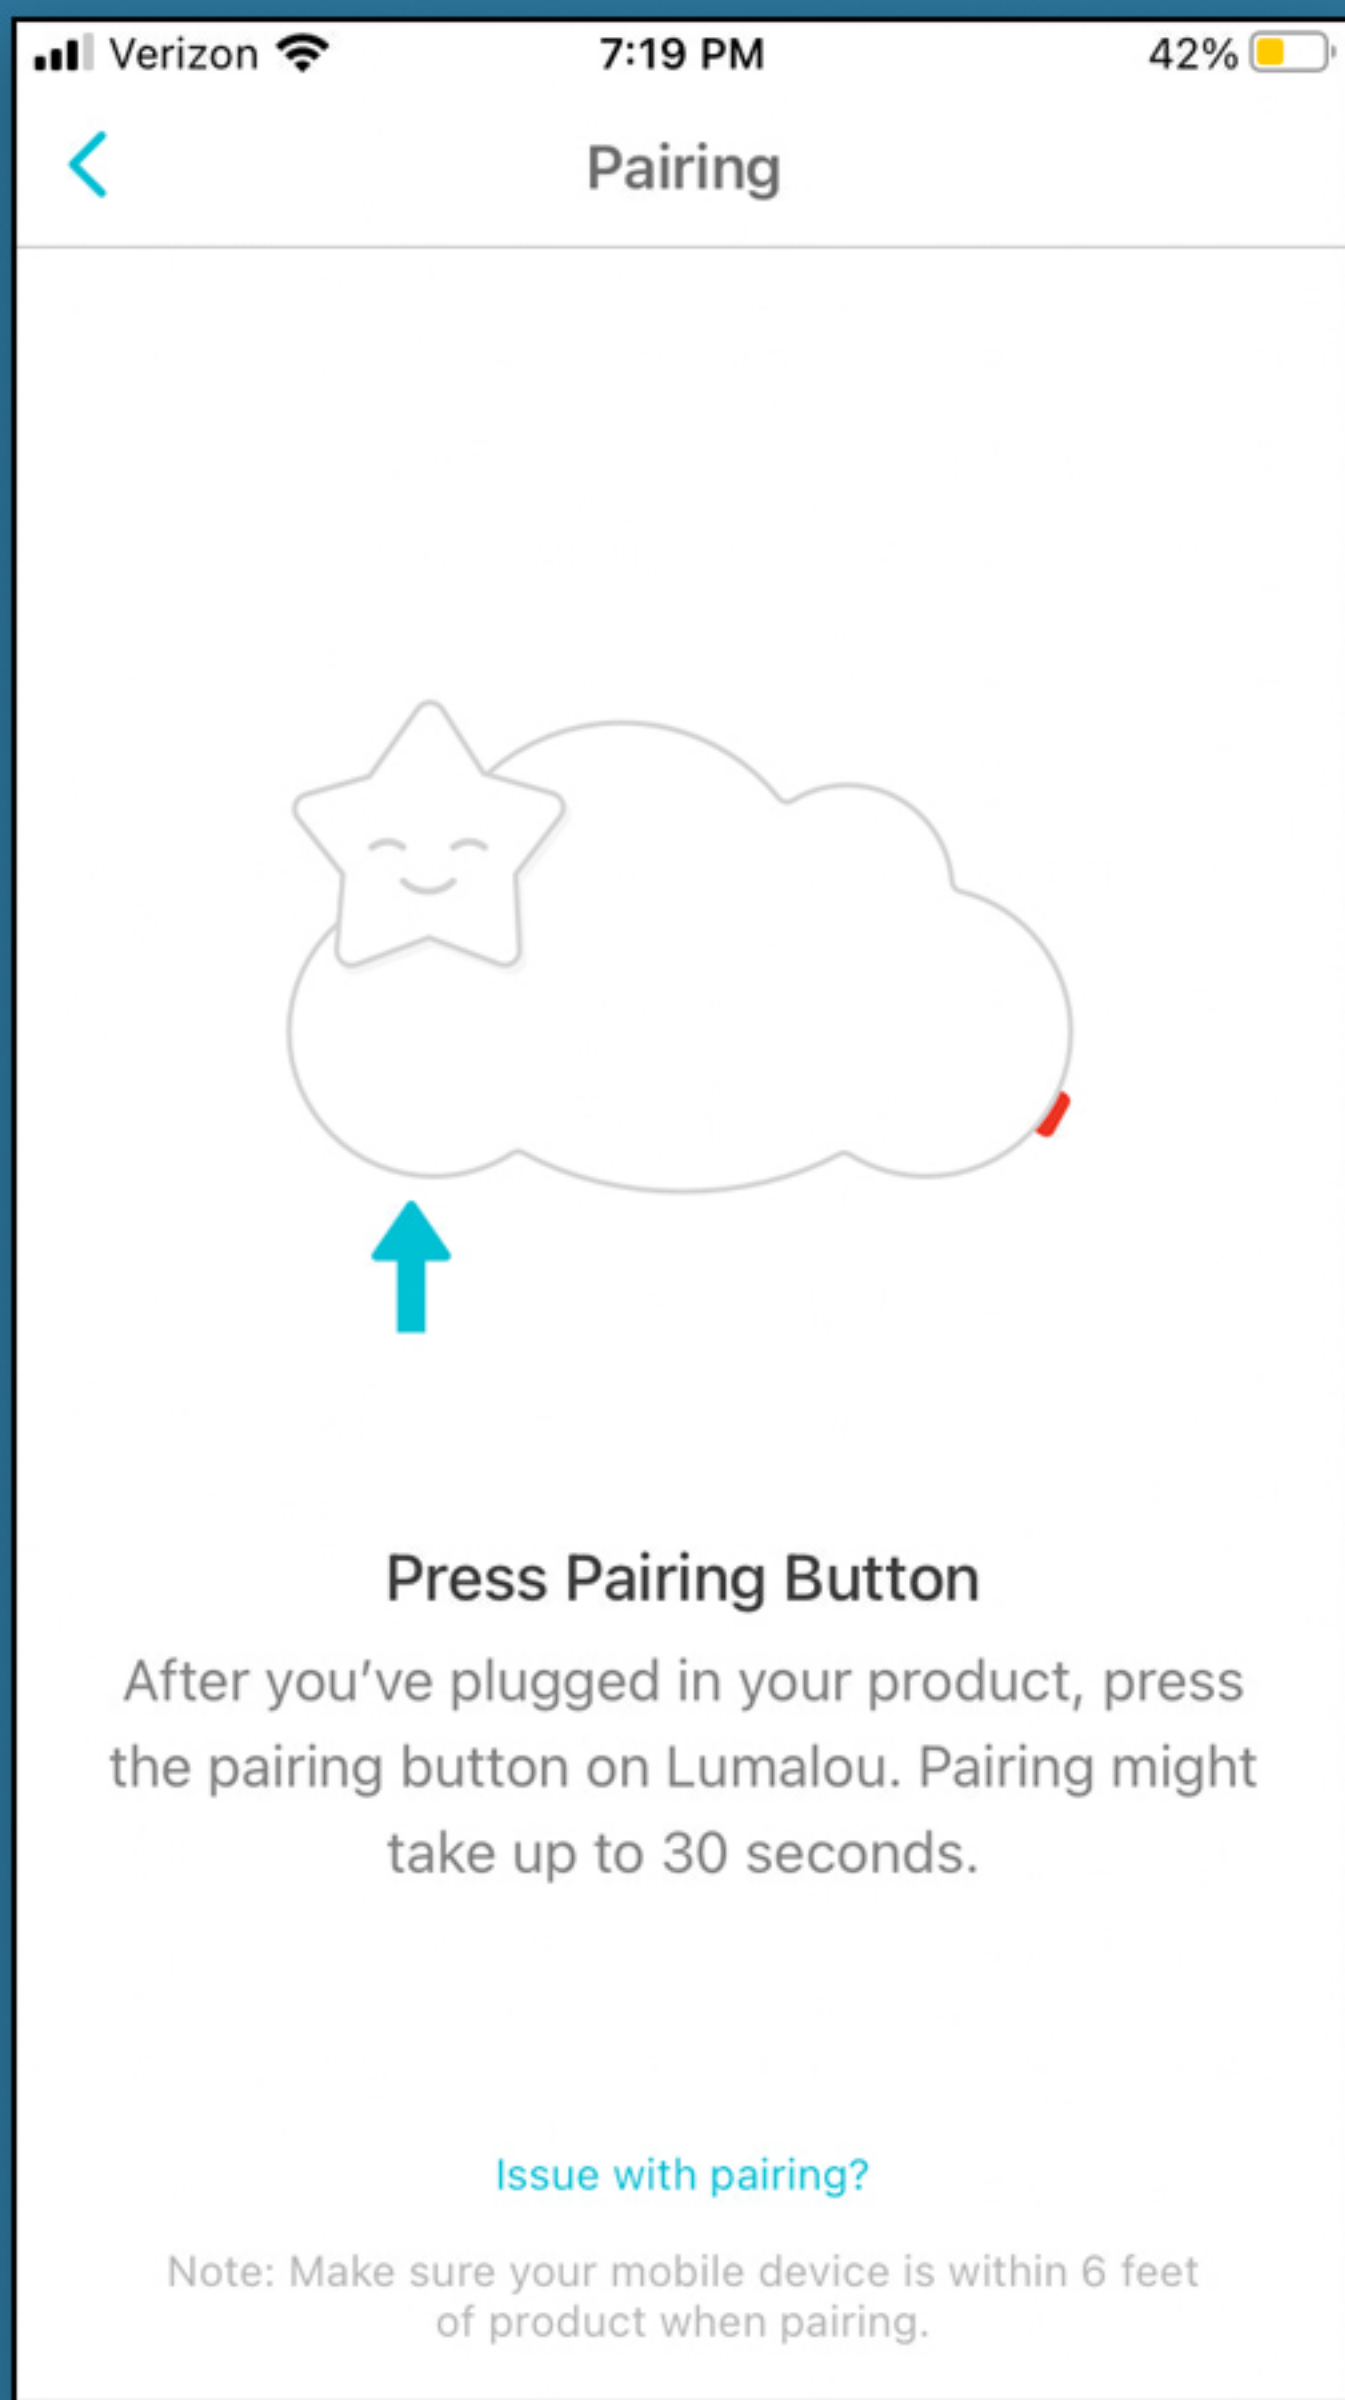 Verizon 7:19 PM 42%
Pairing
Press Pairing Button
After you’ve plugged in your product, press
the pairing button on Lumalou. Pairing might
take up to 30 seconds.
Issue with pairing?
Note: Make sure your mobile device is within 6 feet
of product when pairing.